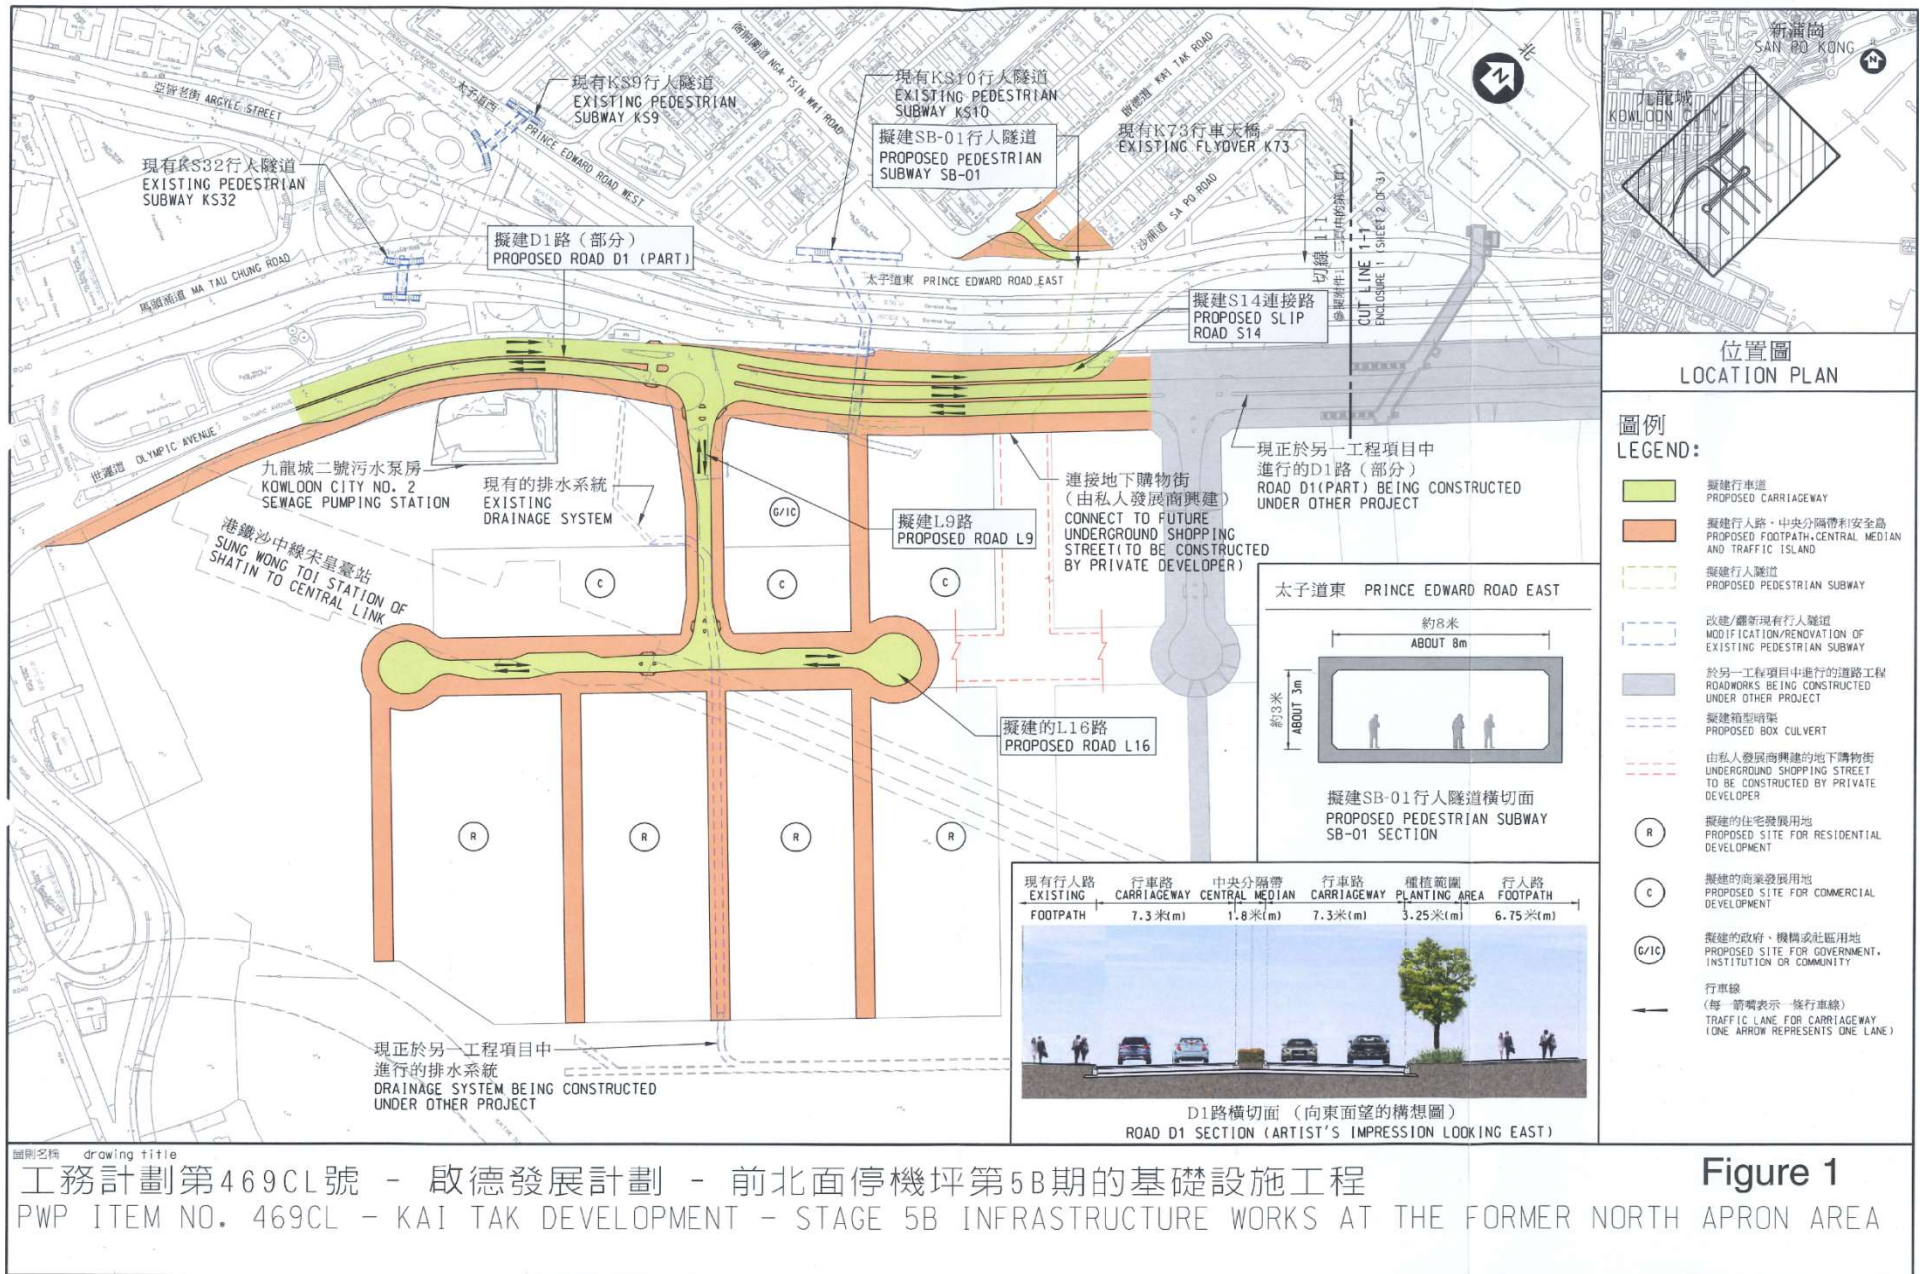 亞皆老街 ARGYLE STREET
太子道西
PRINCE EDWARD ROAD WEST
現有KS9行人隧道
EXISTING PEDESTRIAN
SUBWAY KS9
衙前圍道 NGA TSIN WAI ROAD
現有KS10行人隧道
EXISTING PEDESTRIAN
SUBWAY KS10
啟德道 KAI TAK ROAD
擬建SB-01行人隧道
PROPOSED PEDESTRIAN
SUBWAY SB-01
現有K73行車天橋
EXISTING FLYOVER K73
北
N
現有KS32行人隧道
EXISTING PEDESTRIAN
SUBWAY KS32
沙浦道 SA PO ROAD
切線 1-1
CUT LINE 1-1
ENCLOSURE 1 (SHEET 2 OF 3)
馬頭涌道 MA TAU CHUNG ROAD
擬建D1路（部分）
PROPOSED ROAD D1 (PART)
太子道東 PRINCE EDWARD ROAD EAST
擬建S14連接路
PROPOSED SLIP
ROAD S14
世運道 OLYMPIC AVENUE
九龍城二號污水泵房
KOWLOON CITY NO. 2
SEWAGE PUMPING STATION
現有的排水系統
EXISTING
DRAINAGE SYSTEM
港鐵沙中線宋皇臺站
SUNG WONG TOI STATION OF
SHATIN TO CENTRAL LINK
擬建L9路
PROPOSED ROAD L9
連接地下購物街
（由私人發展商興建）
CONNECT TO FUTURE
UNDERGROUND SHOPPING
STREET(TO BE CONSTRUCTED
BY PRIVATE DEVELOPER)
現正於另一工程項目中
進行的D1路（部分）
ROAD D1(PART) BEING CONSTRUCTED
UNDER OTHER PROJECT
G/IC
C
C
C
擬建的L16路
PROPOSED ROAD L16
R
R
R
R
現正於另一工程項目中
進行的排水系統
DRAINAGE SYSTEM BEING CONSTRUCTED
UNDER OTHER PROJECT
太子道東 PRINCE EDWARD ROAD EAST
約8米
ABOUT 8m
約3米
ABOUT 3m
擬建SB-01行人隧道橫切面
PROPOSED PEDESTRIAN SUBWAY
SB-01 SECTION
現有行人路 行車路 中央分隔帶 行車路 種植範圍 行人路
EXISTING CARRIAGEWAY CENTRAL MEDIAN CARRIAGEWAY PLANTING AREA FOOTPATH
FOOTPATH 7.3米(m) 1.8米(m) 7.3米(m) 3.25米(m) 6.75米(m)
D1路橫切面 （向東面望的構想圖）
ROAD D1 SECTION (ARTIST'S IMPRESSION LOOKING EAST)
新蒲崗
SAN PO KONG
北
N
九龍城
KOWLOON CITY
位置圖
LOCATION PLAN
圖例
LEGEND:
擬建行車道
PROPOSED CARRIAGEWAY
擬建行人路，中央分隔帶和安全島
PROPOSED FOOTPATH,CENTRAL MEDIAN
AND TRAFFIC ISLAND
擬建行人隧道
PROPOSED PEDESTRIAN SUBWAY
改建/翻新現有行人隧道
MODIFICATION/RENOVATION OF
EXISTING PEDESTRIAN SUBWAY
於另一工程項目中進行的道路工程
ROADWORKS BEING CONSTRUCTED
UNDER OTHER PROJECT
擬建箱型暗渠
PROPOSED BOX CULVERT
由私人發展商興建的地下購物街
UNDERGROUND SHOPPING STREET
TO BE CONSTRUCTED BY PRIVATE
DEVELOPER
R
擬建的住宅發展用地
PROPOSED SITE FOR RESIDENTIAL
DEVELOPMENT
C
擬建的商業發展用地
PROPOSED SITE FOR COMMERCIAL
DEVELOPMENT
G/IC
擬建的政府、機構或社區用地
PROPOSED SITE FOR GOVERNMENT,
INSTITUTION OR COMMUNITY
行車線
（每一箭嘴表示一條行車線）
TRAFFIC LANE FOR CARRIAGEWAY
(ONE ARROW REPRESENTS ONE LANE)
圖則名稱 drawing title
工務計劃第469CL號 - 啟德發展計劃 - 前北面停機坪第5B期的基礎設施工程
Figure 1
PWP ITEM NO. 469CL - KAI TAK DEVELOPMENT - STAGE 5B INFRASTRUCTURE WORKS AT THE FORMER NORTH APRON AREA